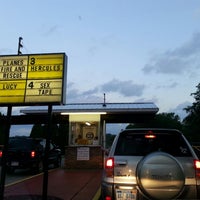 PLANES
FIRE AND
RESCUE
3
HERCULES
LUCY
4
SEX
TAPE